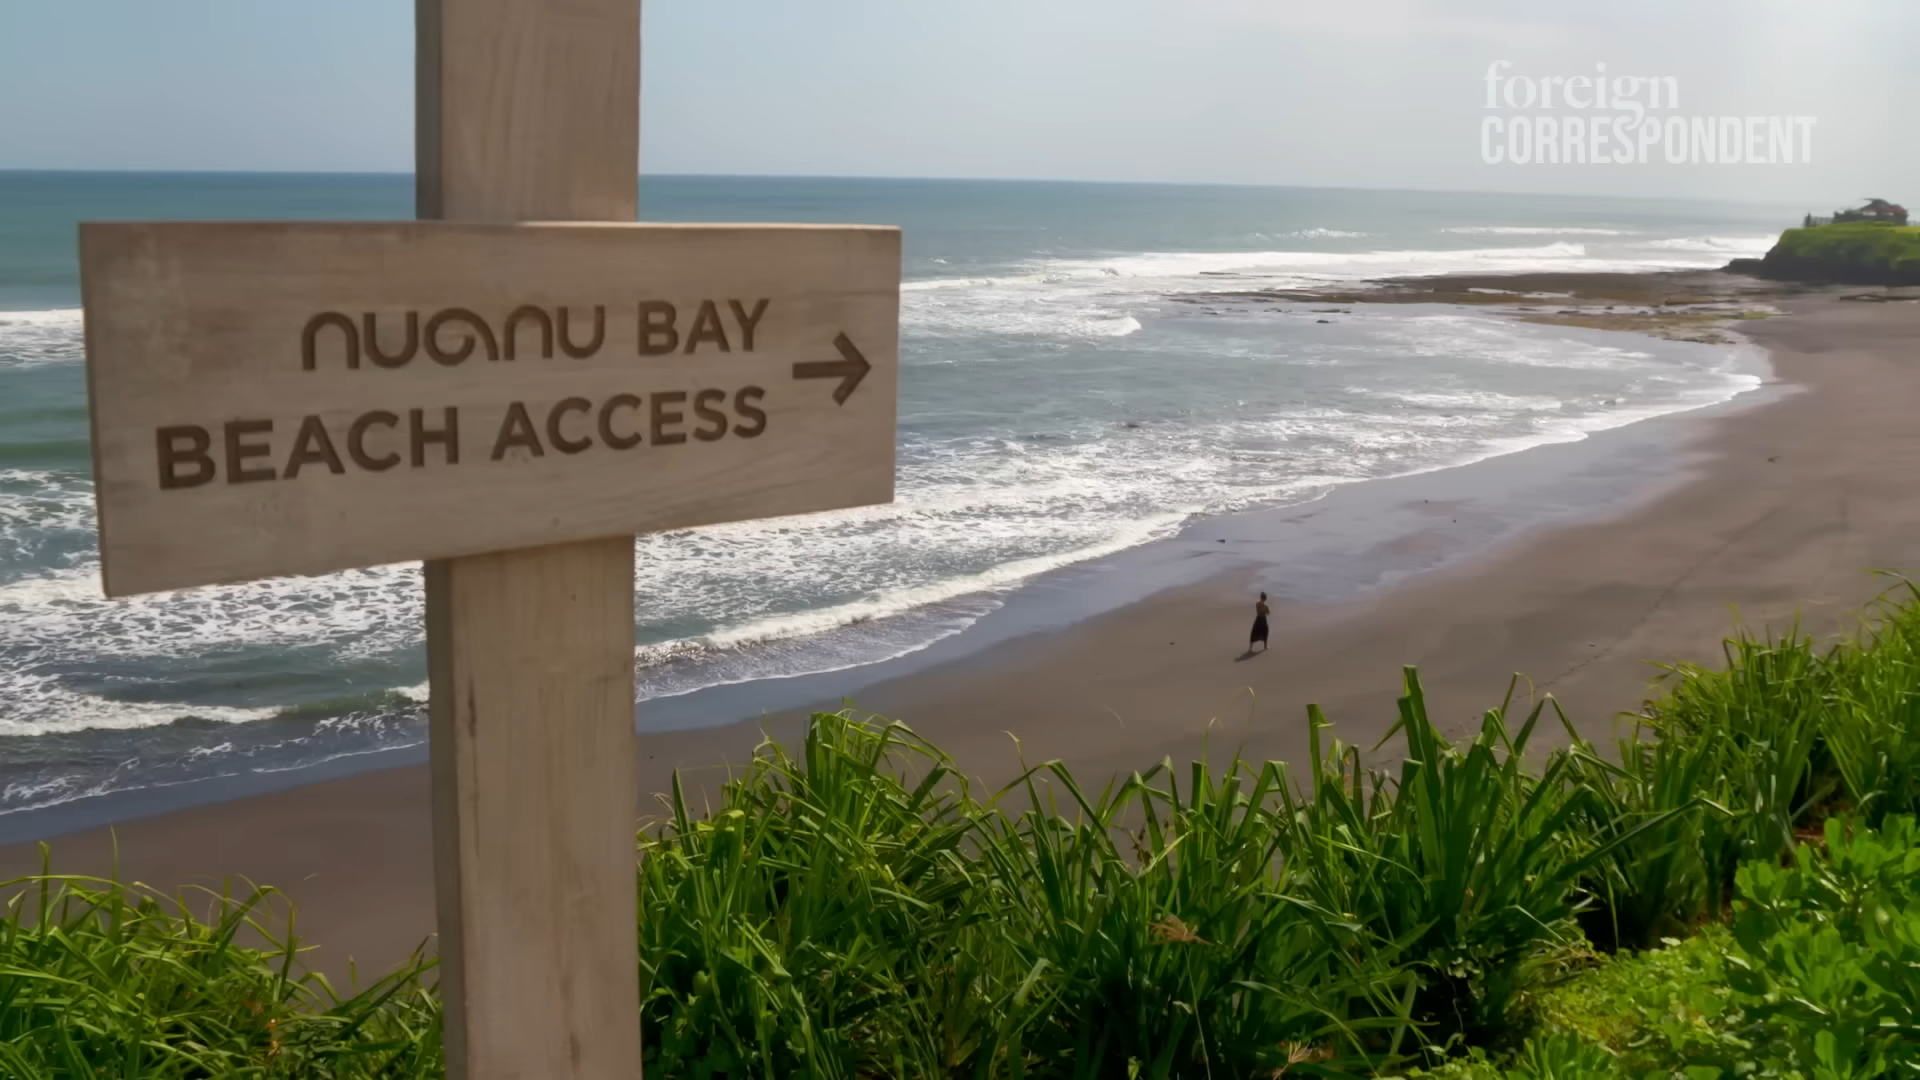 foreign
CORRESPONDENT
nuanu BAY
BEACH ACCESS →